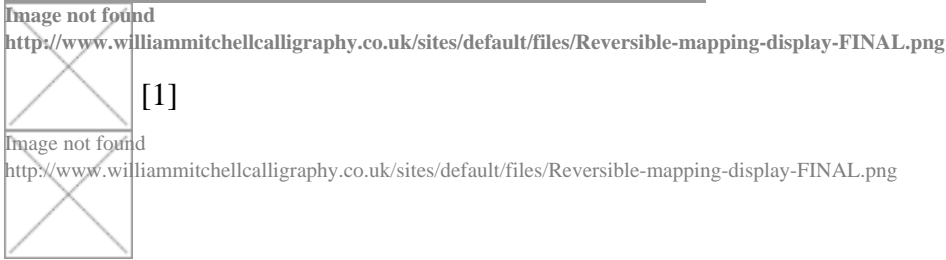 Image not found
http://www.williammitchellcalligraphy.co.uk/sites/default/files/Reversible-mapping-display-FINAL.png
[1]
Image not found
http://www.williammitchellcalligraphy.co.uk/sites/default/files/Reversible-mapping-display-FINAL.png